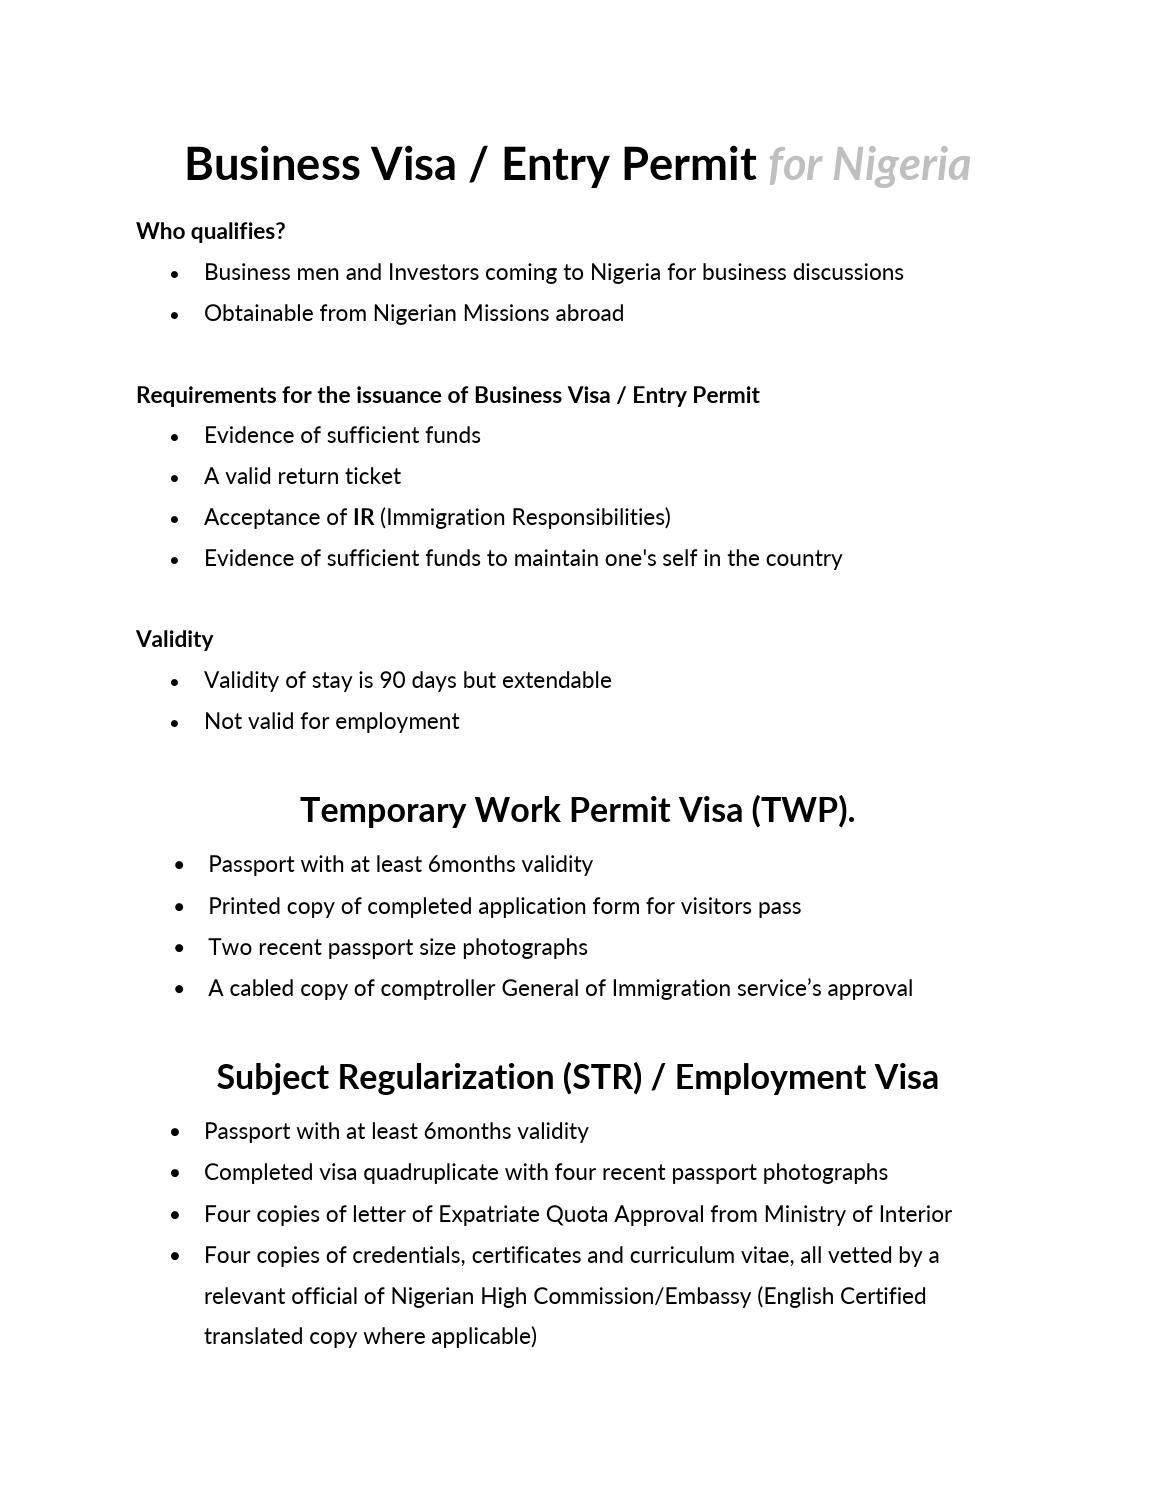 Business Visa / Entry Permit for Nigeria
Who qualifies?
• Business men and Investors coming to Nigeria for business discussions
• Obtainable from Nigerian Missions abroad
Requirements for the issuance of Business Visa / Entry Permit
• Evidence of sufficient funds
• A valid return ticket
• Acceptance of IR (Immigration Responsibilities)
• Evidence of sufficient funds to maintain one's self in the country
Validity
• Validity of stay is 90 days but extendable
• Not valid for employment
Temporary Work Permit Visa (TWP).
• Passport with at least 6months validity
• Printed copy of completed application form for visitors pass
• Two recent passport size photographs
• A cabled copy of comptroller General of Immigration service’s approval
Subject Regularization (STR) / Employment Visa
• Passport with at least 6months validity
• Completed visa quadruplicate with four recent passport photographs
• Four copies of letter of Expatriate Quota Approval from Ministry of Interior
• Four copies of credentials, certificates and curriculum vitae, all vetted by a
relevant official of Nigerian High Commission/Embassy (English Certified
translated copy where applicable)